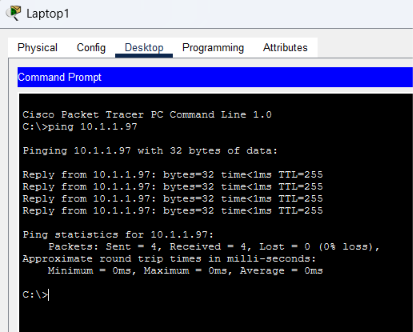 Laptop1
Physical Config Desktop Programming Attributes
Command Prompt
Cisco Packet Tracer PC Command Line 1.0
C:\>ping 10.1.1.97
Pinging 10.1.1.97 with 32 bytes of data:
Reply from 10.1.1.97: bytes=32 time<1ms TTL=255
Reply from 10.1.1.97: bytes=32 time<1ms TTL=255
Reply from 10.1.1.97: bytes=32 time<1ms TTL=255
Reply from 10.1.1.97: bytes=32 time<1ms TTL=255
Ping statistics for 10.1.1.97:
Packets: Sent = 4, Received = 4, Lost = 0 (0% loss),
Approximate round trip times in milli-seconds:
Minimum = 0ms, Maximum = 0ms, Average = 0ms
C:\>